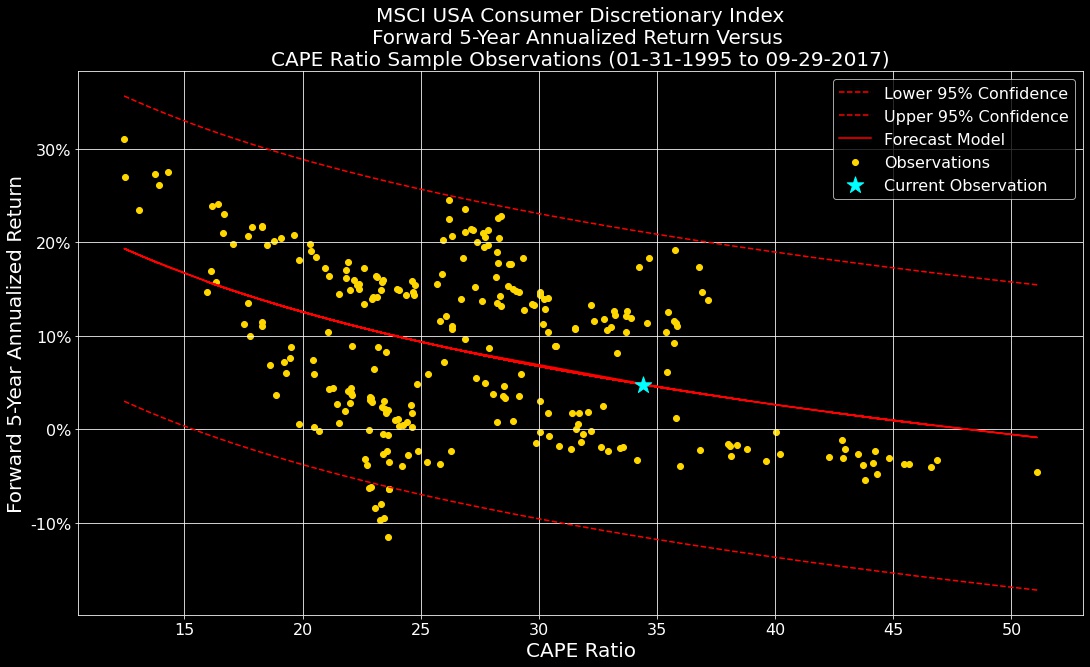 MSCI USA Consumer Discretionary Index
Forward 5-Year Annualized Return Versus
CAPE Ratio Sample Observations (01-31-1995 to 09-29-2017)
Lower 95% Confidence
Upper 95% Confidence
Forecast Model
Observations
Current Observation
Forward 5-Year Annualized Return
30%
20%
10%
0%
-10%
15
20
25
30
35
40
45
50
CAPE Ratio